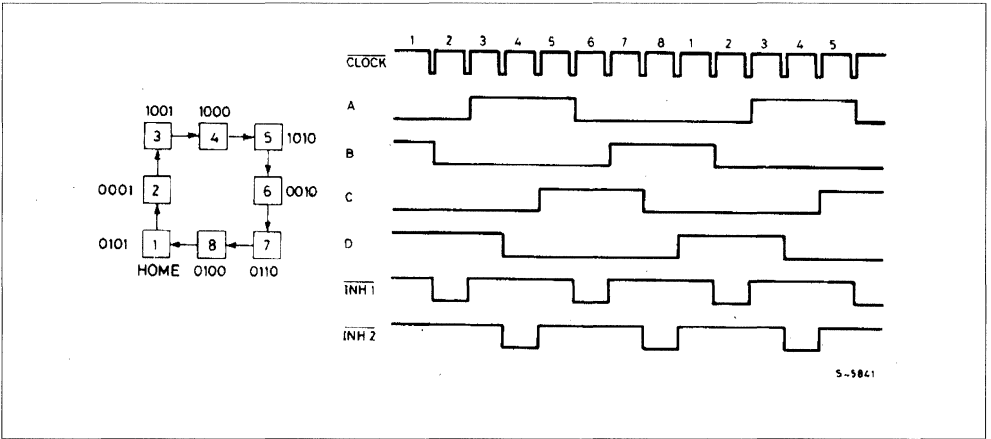 1001 1000
3 4 5 1010
0001 2 6 0010
0101 1 8 7
HOME 0100 0110
1 2 3 4 5 6 7 8 1 2 3 4 5
CLOCK
A
B
C
D
INH 1
INH 2
S-5841